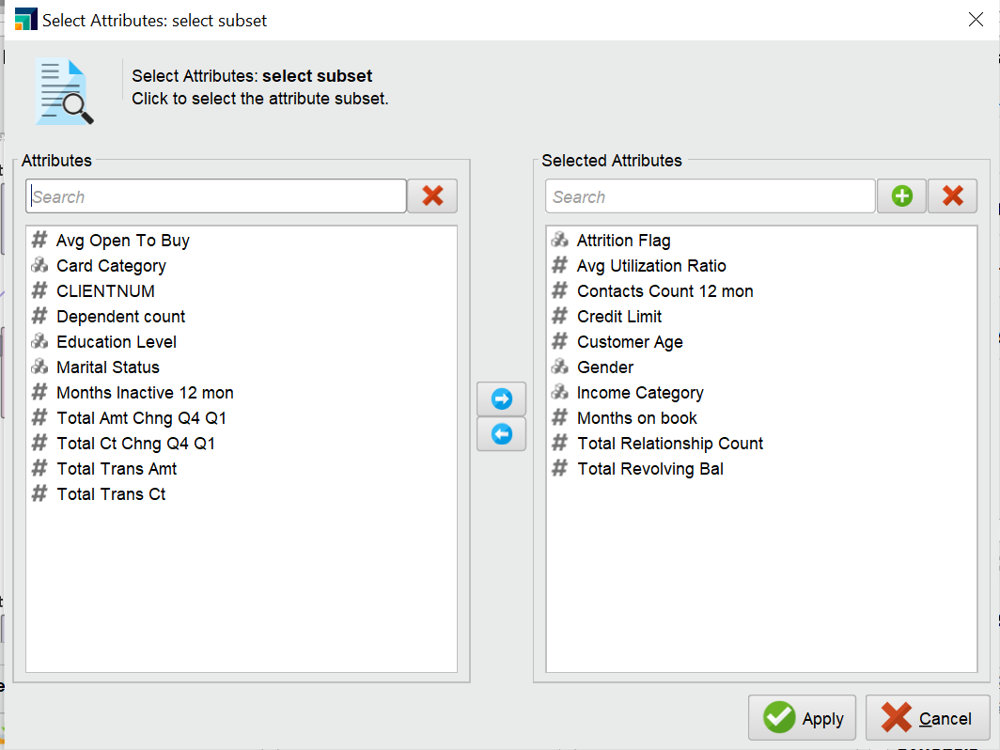 Select Attributes: select subset
Select Attributes: select subset
Click to select the attribute subset.
Attributes
Search
Avg Open To Buy
Card Category
CLIENTNUM
Dependent count
Education Level
Marital Status
Months Inactive 12 mon
Total Amt Chng Q4 Q1
Total Ct Chng Q4 Q1
Total Trans Amt
Total Trans Ct
Selected Attributes
Search
Attrition Flag
Avg Utilization Ratio
Contacts Count 12 mon
Credit Limit
Customer Age
Gender
Income Category
Months on book
Total Relationship Count
Total Revolving Bal
Apply
Cancel